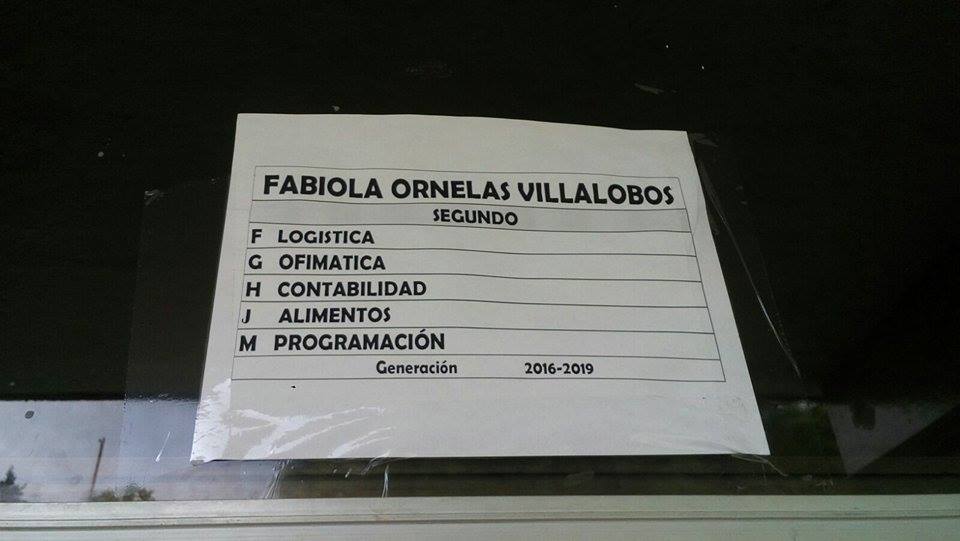 FABIOLA ORNELAS VILLALOBOS
SEGUNDO
F LOGISTICA
G OFIMATICA
H CONTABILIDAD
J ALIMENTOS
M PROGRAMACIÓN
Generación 2016-2019